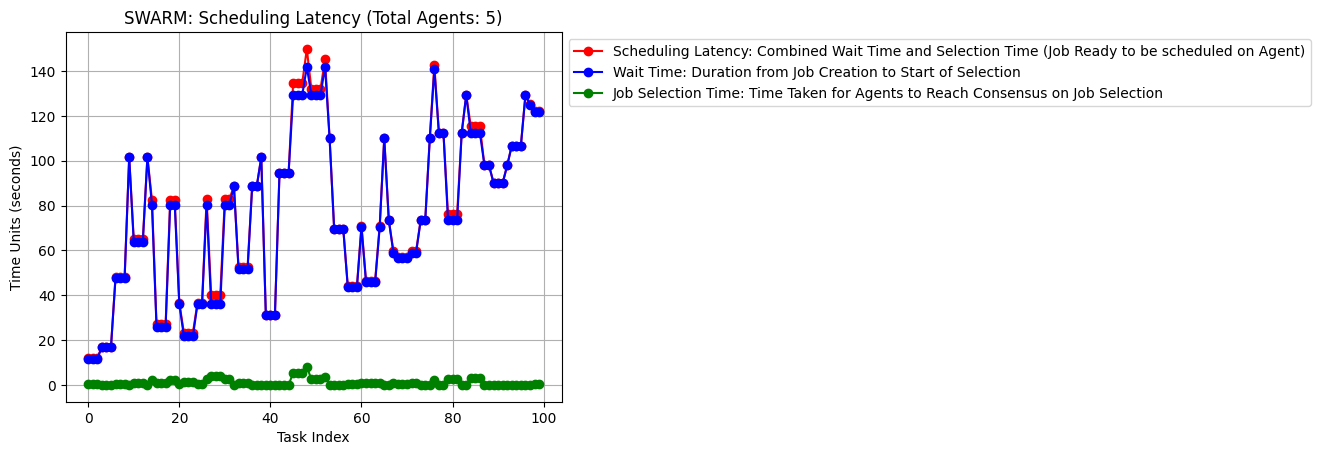 SWARM: Scheduling Latency (Total Agents: 5)
Scheduling Latency: Combined Wait Time and Selection Time (Job Ready to be scheduled on Agent)
Wait Time: Duration from Job Creation to Start of Selection
Job Selection Time: Time Taken for Agents to Reach Consensus on Job Selection
Time Units (seconds)
140
120
100
80
60
40
20
0
0 20 40 60 80 100
Task Index